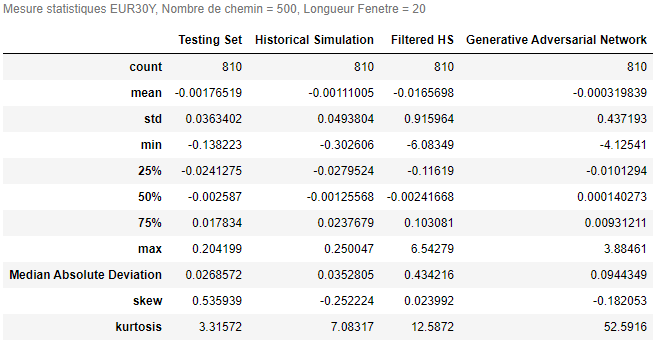 Mesure statistiques EUR30Y, Nombre de chemin = 500, Longueur Fenetre = 20
Testing Set Historical Simulation Filtered HS Generative Adversarial Network
count 810 810 810 810
mean -0.00176519 -0.00111005 -0.0165698 -0.000319839
std 0.0363402 0.0493804 0.915964 0.437193
min -0.138223 -0.302606 -6.08349 -4.12541
25% -0.0241275 -0.0279524 -0.11619 -0.0101294
50% -0.002587 -0.00125568 -0.00241668 0.000140273
75% 0.017834 0.0237679 0.103081 0.00931211
max 0.204199 0.250047 6.54279 3.88461
Median Absolute Deviation 0.0268572 0.0352805 0.434216 0.0944349
skew 0.535939 -0.252224 0.023992 -0.182053
kurtosis 3.31572 7.08317 12.5872 52.5916